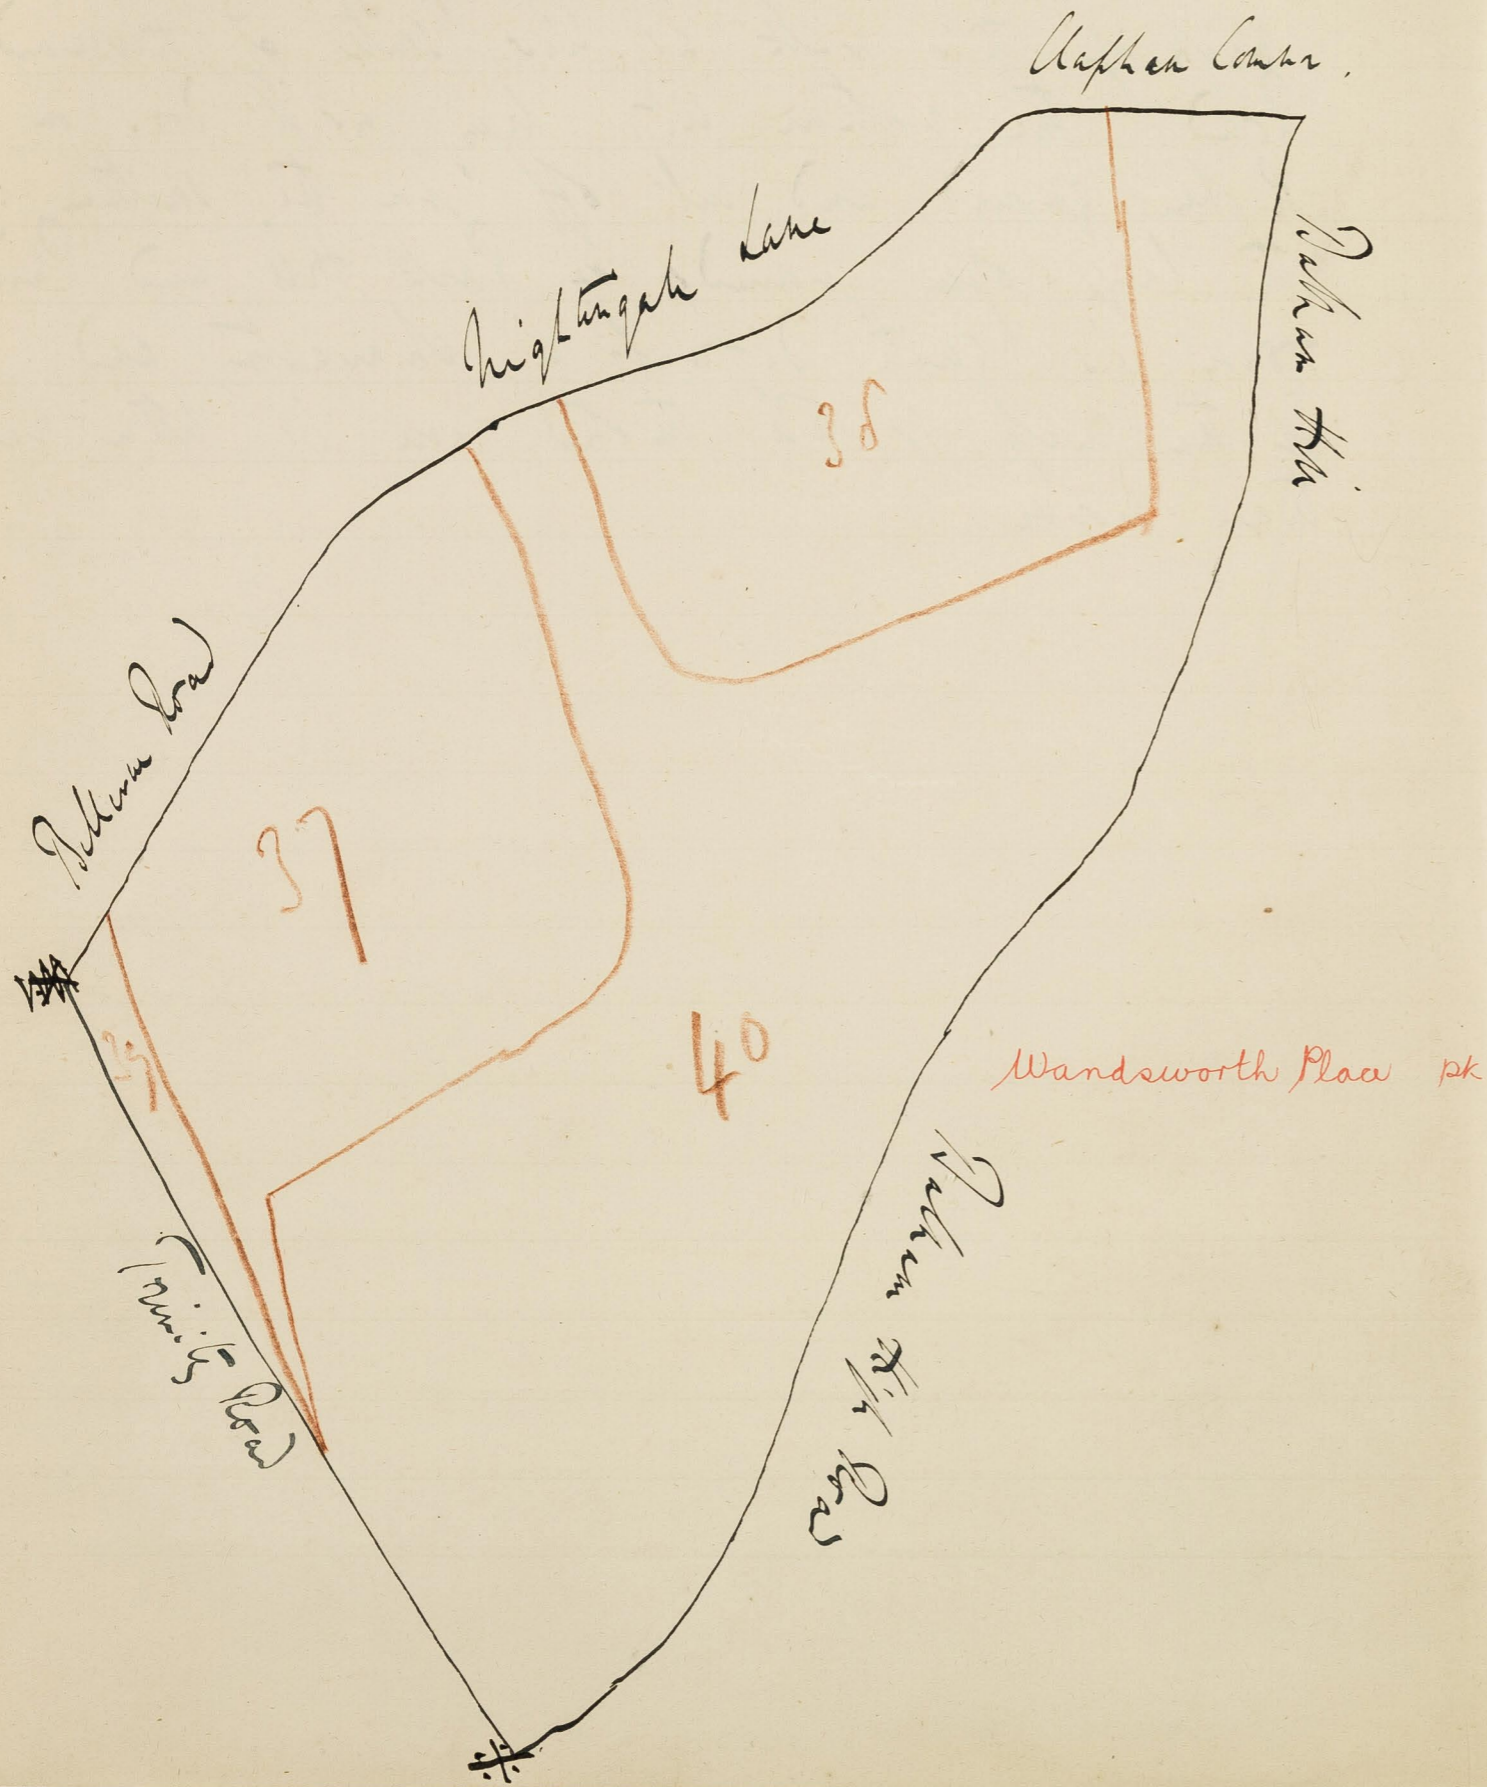 Clapham Common.
Nightingale Lane
Balham Hill
38
Bellevue Road
37
39
40
Wandsworth Place pk
Balham High Road
Trinity Road